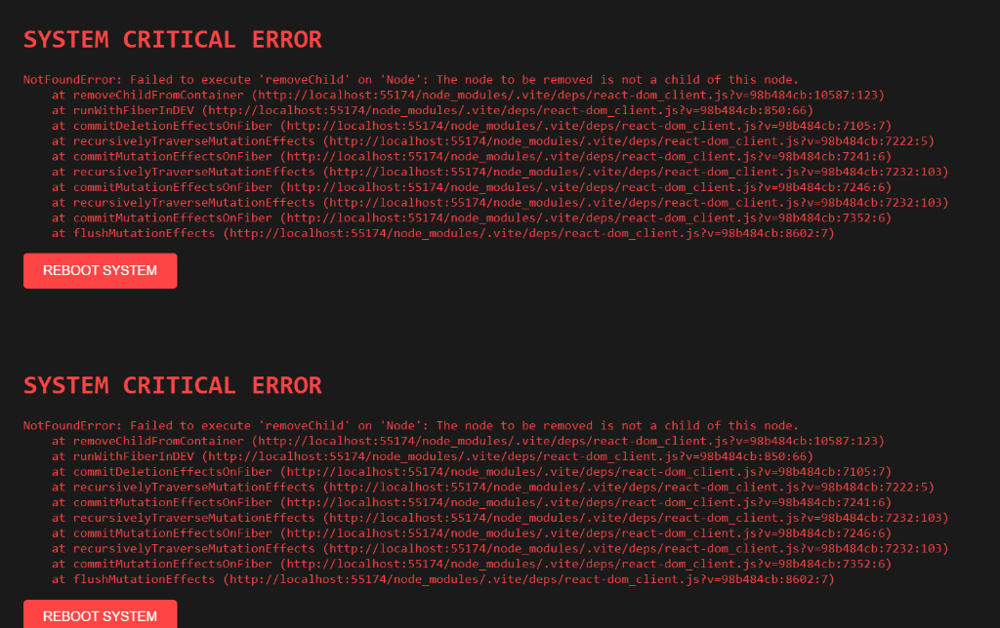 SYSTEM CRITICAL ERROR
NotFoundError: Failed to execute 'removeChild' on 'Node': The node to be removed is not a child of this node.
at removeChildFromContainer (http://localhost:55174/node_modules/.vite/deps/react-dom_client.js?v=98b484cb:10587:123)
at runWithFiberInDEV (http://localhost:55174/node_modules/.vite/deps/react-dom_client.js?v=98b484cb:850:66)
at commitDeletionEffectsOnFiber (http://localhost:55174/node_modules/.vite/deps/react-dom_client.js?v=98b484cb:7105:7)
at recursivelyTraverseMutationEffects (http://localhost:55174/node_modules/.vite/deps/react-dom_client.js?v=98b484cb:7222:5)
at commitMutationEffectsOnFiber (http://localhost:55174/node_modules/.vite/deps/react-dom_client.js?v=98b484cb:7241:6)
at recursivelyTraverseMutationEffects (http://localhost:55174/node_modules/.vite/deps/react-dom_client.js?v=98b484cb:7232:103)
at commitMutationEffectsOnFiber (http://localhost:55174/node_modules/.vite/deps/react-dom_client.js?v=98b484cb:7246:6)
at recursivelyTraverseMutationEffects (http://localhost:55174/node_modules/.vite/deps/react-dom_client.js?v=98b484cb:7232:103)
at commitMutationEffectsOnFiber (http://localhost:55174/node_modules/.vite/deps/react-dom_client.js?v=98b484cb:7352:6)
at flushMutationEffects (http://localhost:55174/node_modules/.vite/deps/react-dom_client.js?v=98b484cb:8602:7)
REBOOT SYSTEM
SYSTEM CRITICAL ERROR
NotFoundError: Failed to execute 'removeChild' on 'Node': The node to be removed is not a child of this node.
at removeChildFromContainer (http://localhost:55174/node_modules/.vite/deps/react-dom_client.js?v=98b484cb:10587:123)
at runWithFiberInDEV (http://localhost:55174/node_modules/.vite/deps/react-dom_client.js?v=98b484cb:850:66)
at commitDeletionEffectsOnFiber (http://localhost:55174/node_modules/.vite/deps/react-dom_client.js?v=98b484cb:7105:7)
at recursivelyTraverseMutationEffects (http://localhost:55174/node_modules/.vite/deps/react-dom_client.js?v=98b484cb:7222:5)
at commitMutationEffectsOnFiber (http://localhost:55174/node_modules/.vite/deps/react-dom_client.js?v=98b484cb:7241:6)
at recursivelyTraverseMutationEffects (http://localhost:55174/node_modules/.vite/deps/react-dom_client.js?v=98b484cb:7232:103)
at commitMutationEffectsOnFiber (http://localhost:55174/node_modules/.vite/deps/react-dom_client.js?v=98b484cb:7246:6)
at recursivelyTraverseMutationEffects (http://localhost:55174/node_modules/.vite/deps/react-dom_client.js?v=98b484cb:7232:103)
at commitMutationEffectsOnFiber (http://localhost:55174/node_modules/.vite/deps/react-dom_client.js?v=98b484cb:7352:6)
at flushMutationEffects (http://localhost:55174/node_modules/.vite/deps/react-dom_client.js?v=98b484cb:8602:7)
REBOOT SYSTEM